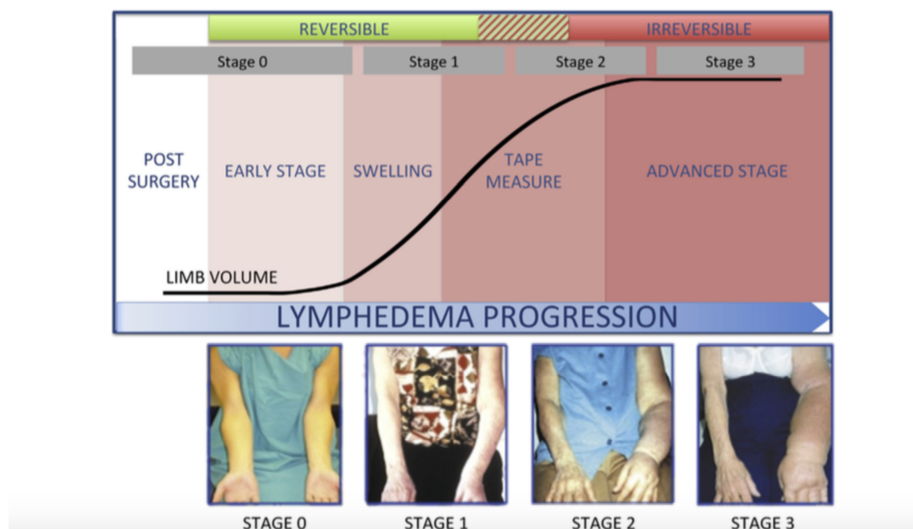 REVERSIBLE
IRREVERSIBLE
Stage 0
Stage 1
Stage 2
Stage 3
POST
SURGERY
EARLY STAGE
SWELLING
TAPE
MEASURE
ADVANCED STAGE
LIMB VOLUME
LYMPHEDEMA PROGRESSION
STAGE 0
STAGE 1
STAGE 2
STAGE 3